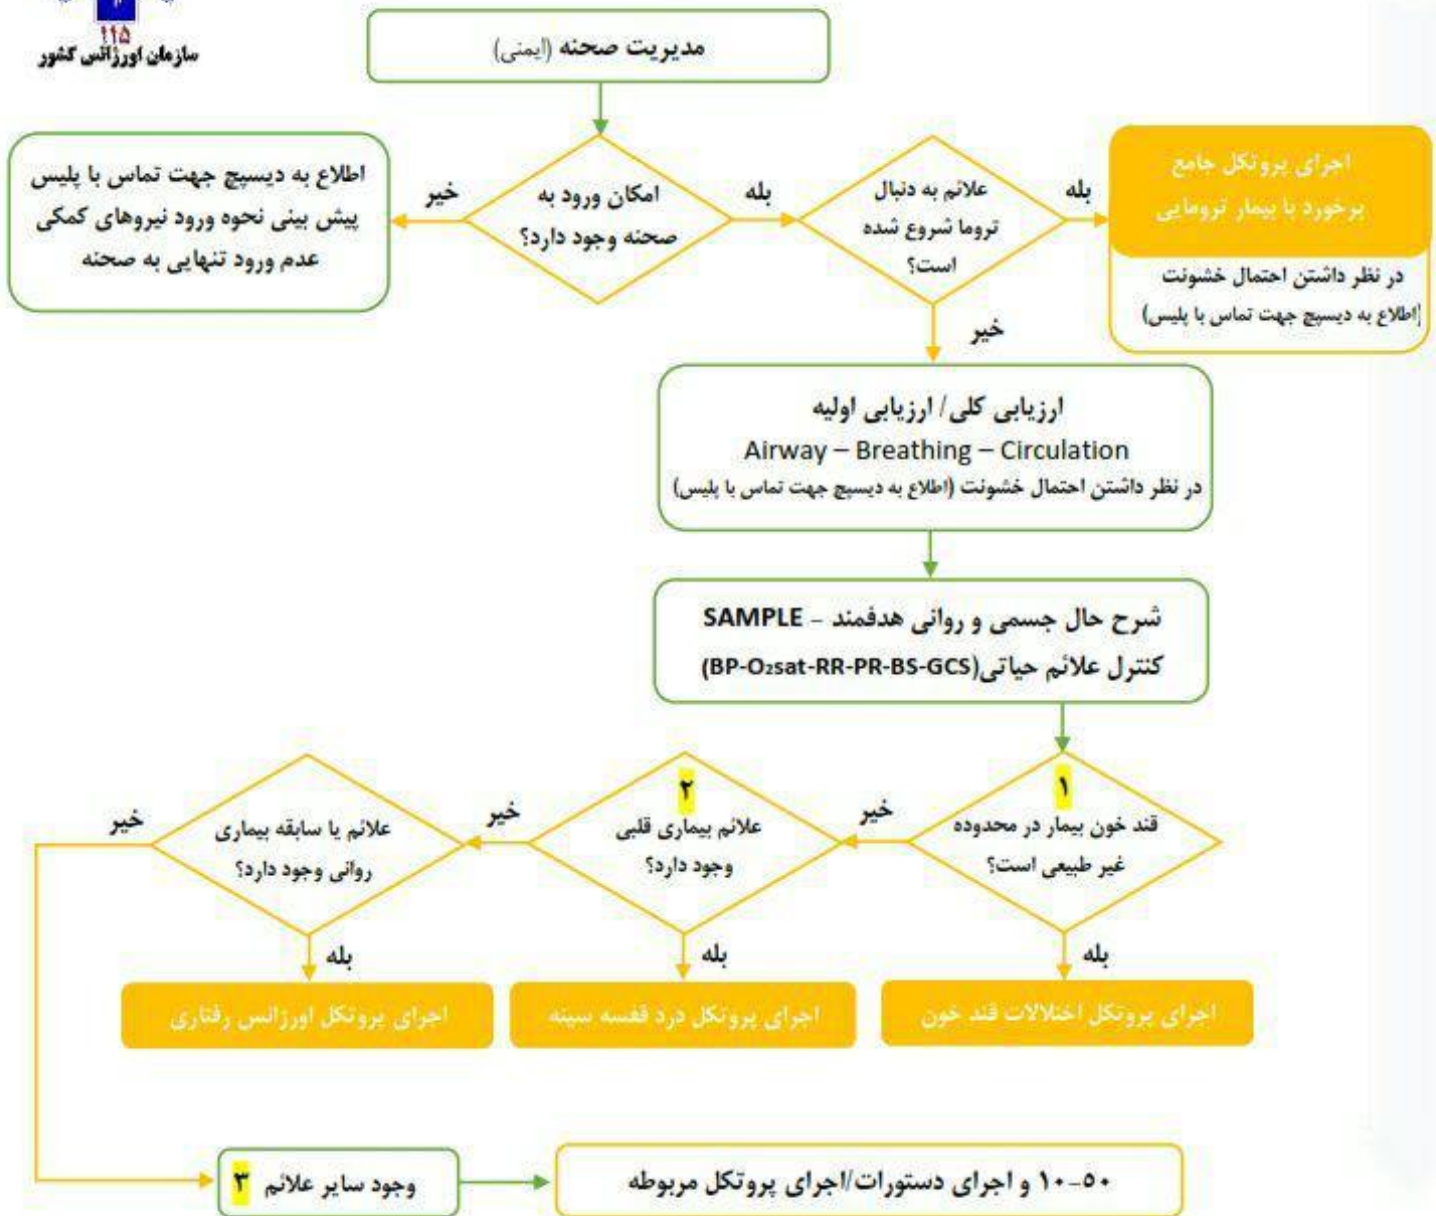 ۱۱۵
سازمان اورژانس کشور
مدیریت صحنه (ایمنی)
امکان ورود به
صحنه وجود دارد؟
خیر
اطلاع به دیسپچ جهت تماس با پلیس
پیش بینی نحوه ورود نیروهای کمکی
عدم ورود تنهایی به صحنه
بله
علائم به دنبال
تروما شروع شده
است؟
بله
اجرای پروتکل جامع
برخورد با بیمار ترومایی
در نظر داشتن احتمال خشونت
(اطلاع به دیسپچ جهت تماس با پلیس)
خیر
ارزیابی کلی/ ارزیابی اولیه
Airway – Breathing – Circulation
در نظر داشتن احتمال خشونت (اطلاع به دیسپچ جهت تماس با پلیس)
شرح حال جسمی و روانی هدفمند – SAMPLE
کنترل علائم حیاتی(BP-O₂sat-RR-PR-BS-GCS)
۱
قند خون بیمار در محدوده
غیر طبیعی است؟
بله
اجرای پروتکل اختلالات قند خون
خیر
۲
علائم بیماری قلبی
وجود دارد؟
بله
اجرای پروتکل درد قفسه سینه
خیر
علائم یا سابقه بیماری
روانی وجود دارد؟
بله
اجرای پروتکل اورژانس رفتاری
خیر
وجود سایر علائم ۳
۱۰-۵۰ و اجرای دستورات/اجرای پروتکل مربوطه